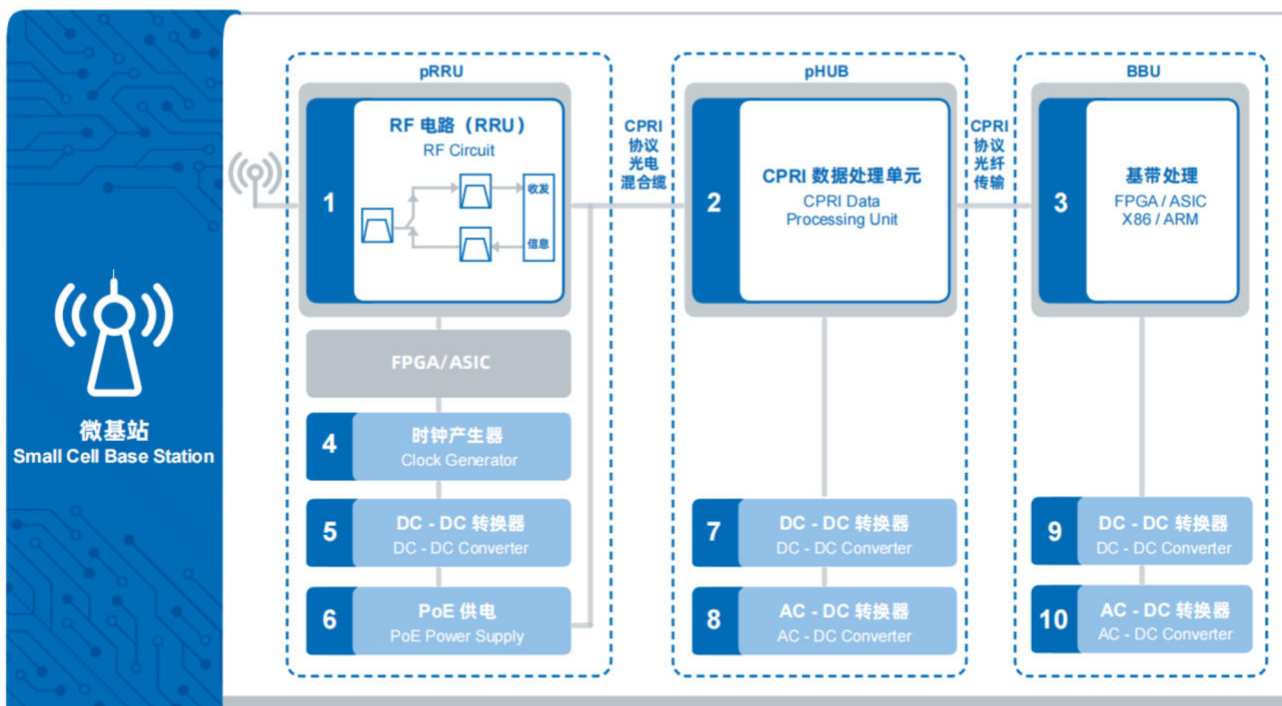 微基站
Small Cell Base Station
pRRU
1
RF 电路（RRU）
RF Circuit
收发
信息
FPGA/ASIC
4
时钟产生器
Clock Generator
5
DC - DC 转换器
DC - DC Converter
6
PoE 供电
PoE Power Supply
CPRI
协议
光电
混合缆
pHUB
2
CPRI 数据处理单元
CPRI Data
Processing Unit
7
DC - DC 转换器
DC - DC Converter
8
AC - DC 转换器
AC - DC Converter
CPRI
协议
光纤
传输
BBU
3
基带处理
FPGA / ASIC
X86 / ARM
9
DC - DC 转换器
DC - DC Converter
10
AC - DC 转换器
AC - DC Converter